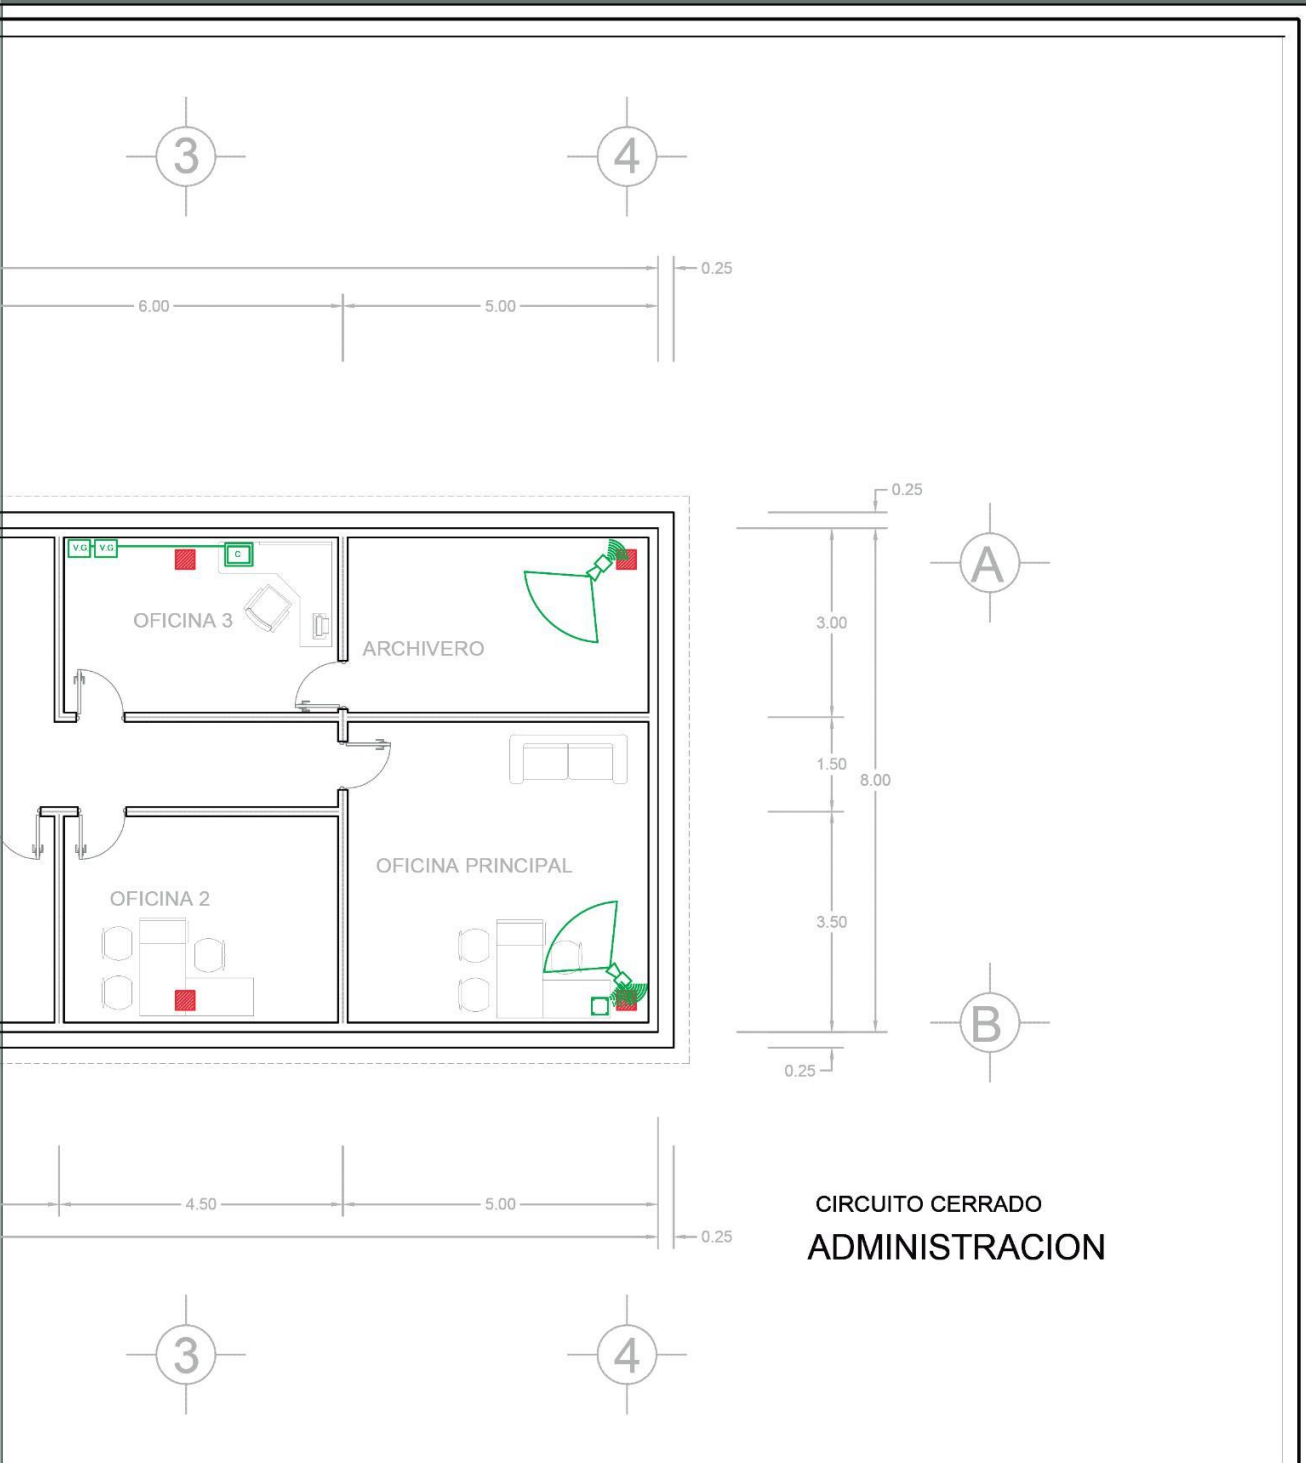 3
4
0.25
6.00
5.00
0.25
A
V.G
V.G
C
OFICINA 3
3.00
ARCHIVERO
1.50
8.00
OFICINA PRINCIPAL
OFICINA 2
3.50
B
0.25
4.50
5.00
CIRCUITO CERRADO
0.25
ADMINISTRACION
3
4